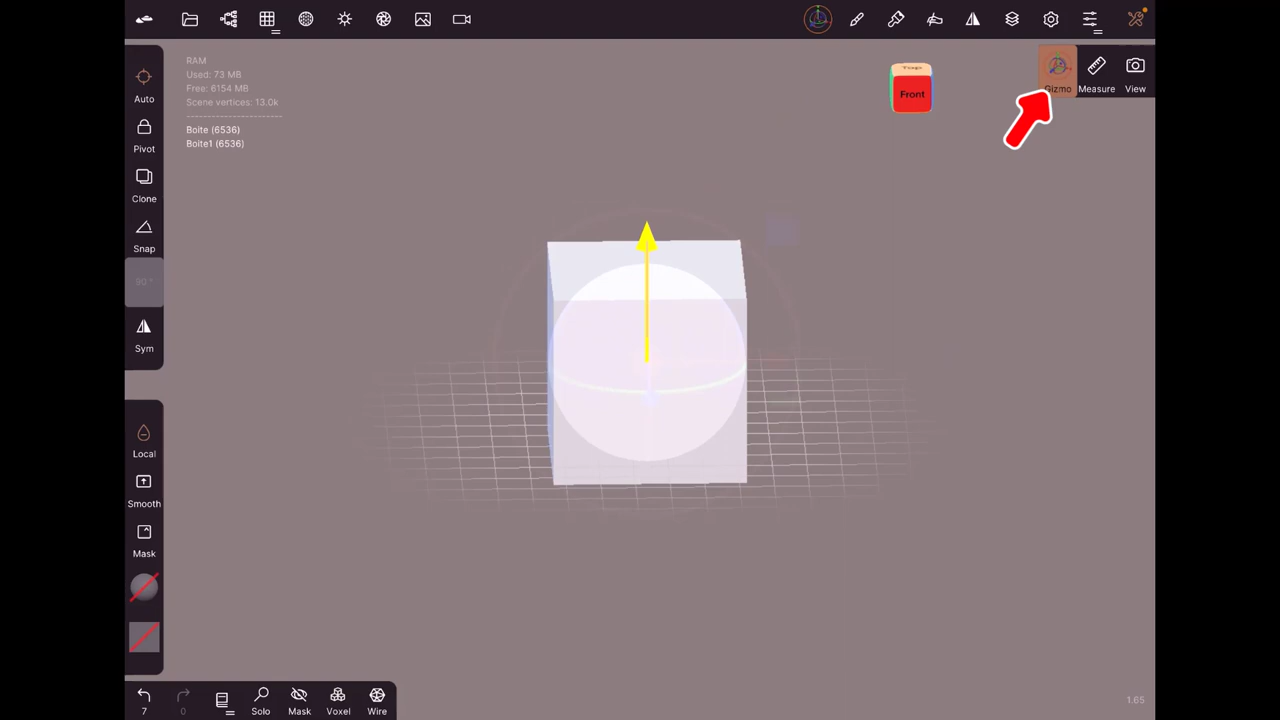 RAM
Used: 73 MB
Free: 6154 MB
Scene vertices: 13.0k
Boite (6536)
Boite1 (6536)
Auto
Pivot
Clone
Snap
90°
Sym
Local
Smooth
Mask
Front
Gizmo
Measure
View
7
0
Solo
Mask
Voxel
Wire
1.65